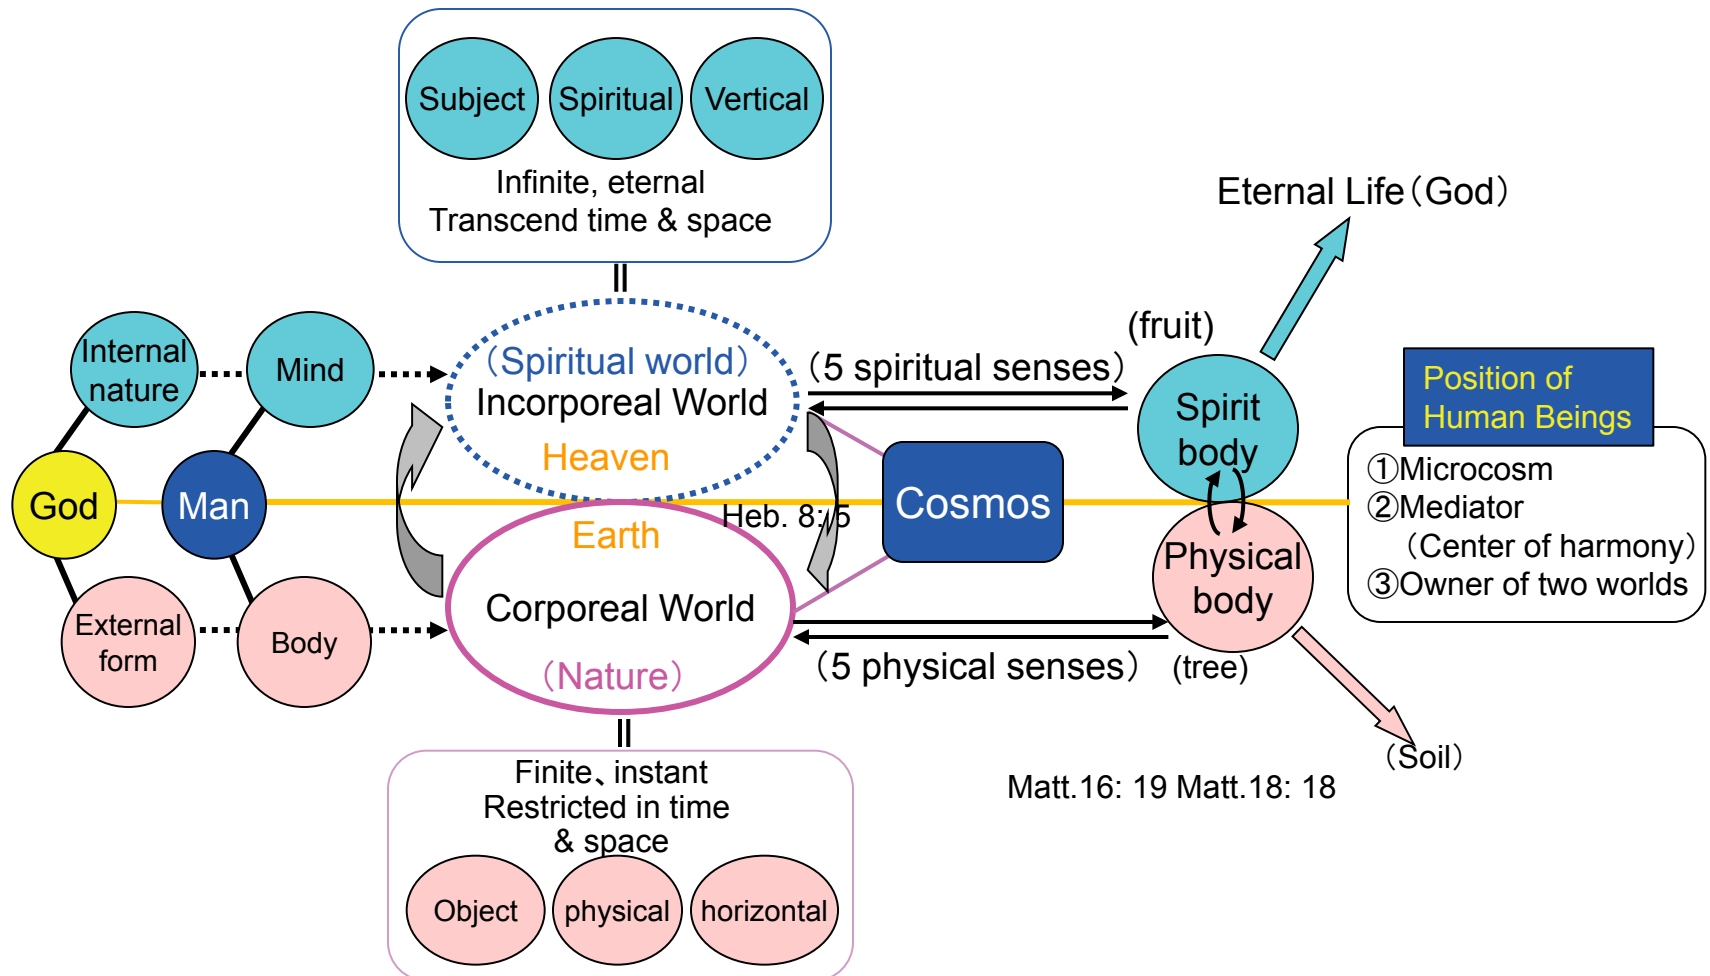 Subject
Spiritual
Vertical
Infinite, eternal
Transcend time & space
Eternal Life（God）
Internal
nature
Mind
（Spiritual world）
Incorporeal World
Heaven
（5 spiritual senses）
(fruit)
Spirit
body
Position of
Human Beings
①Microcosm
②Mediator
（Center of harmony）
③Owner of two worlds
God
Man
Cosmos
Heb. 8: 5
Earth
Corporeal World
（Nature）
External
form
Body
Physical
body
（5 physical senses）
(tree)
（Soil）
Matt.16: 19 Matt.18: 18
Finite、instant
Restricted in time
& space
Object
physical
horizontal